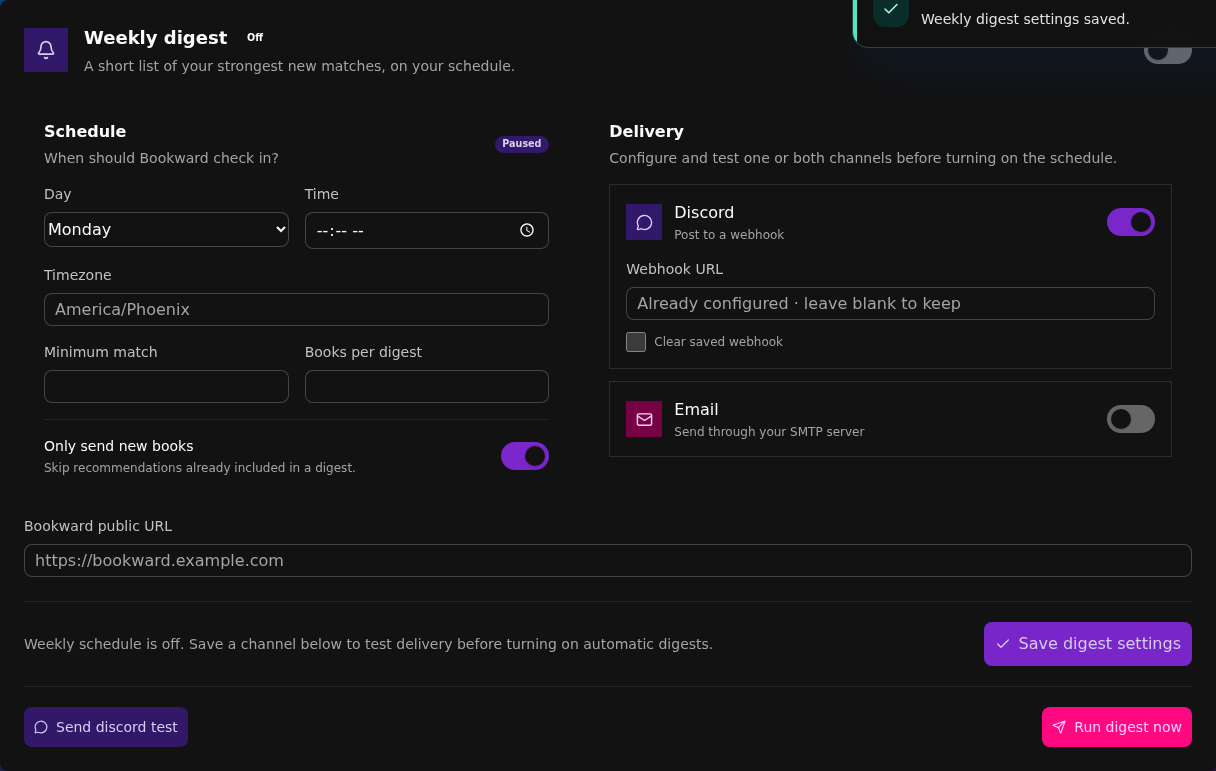 Weekly digest settings saved.
Weekly digest Off
A short list of your strongest new matches, on your schedule.
Schedule
When should Bookward check in?
Paused
Day
Time
Monday
--:-- --
Timezone
America/Phoenix
Minimum match
Books per digest
Only send new books
Skip recommendations already included in a digest.
Delivery
Configure and test one or both channels before turning on the schedule.
Discord
Post to a webhook
Webhook URL
Already configured · leave blank to keep
Clear saved webhook
Email
Send through your SMTP server
Bookward public URL
https://bookward.example.com
Weekly schedule is off. Save a channel below to test delivery before turning on automatic digests.
Save digest settings
Send discord test
Run digest now